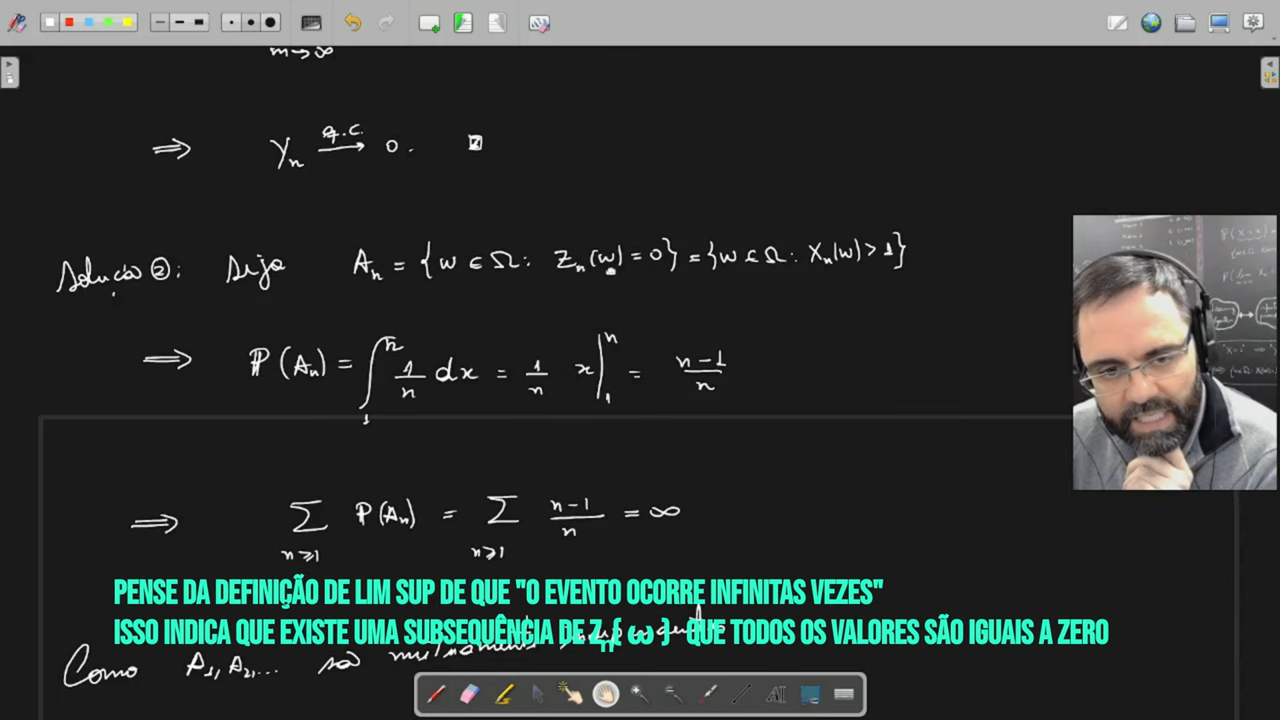 n→∞
⟹ Yₙ —q.c.→ 0.
Solução ②: Seja Aₙ = {w ∈ Ω: Zₙ(w) = 0} = {w ∈ Ω: Xₙ(w) > 1}
⟹ ℙ(Aₙ) = ∫₁ⁿ 1/n dx = 1/n x |₁ⁿ = (n-1)/n
⟹ Σ_{n≥1} ℙ(Aₙ) = Σ_{n≥1} (n-1)/n = ∞
PENSE DA DEFINIÇÃO DE LIM SUP DE QUE "O EVENTO OCORRE INFINITAS VEZES"
ISSO INDICA QUE EXISTE UMA SUBSEQUÊNCIA DE Zₙ{ ω } QUE TODOS OS VALORES SÃO IGUAIS A ZERO
Como A₁, A₂, ... são